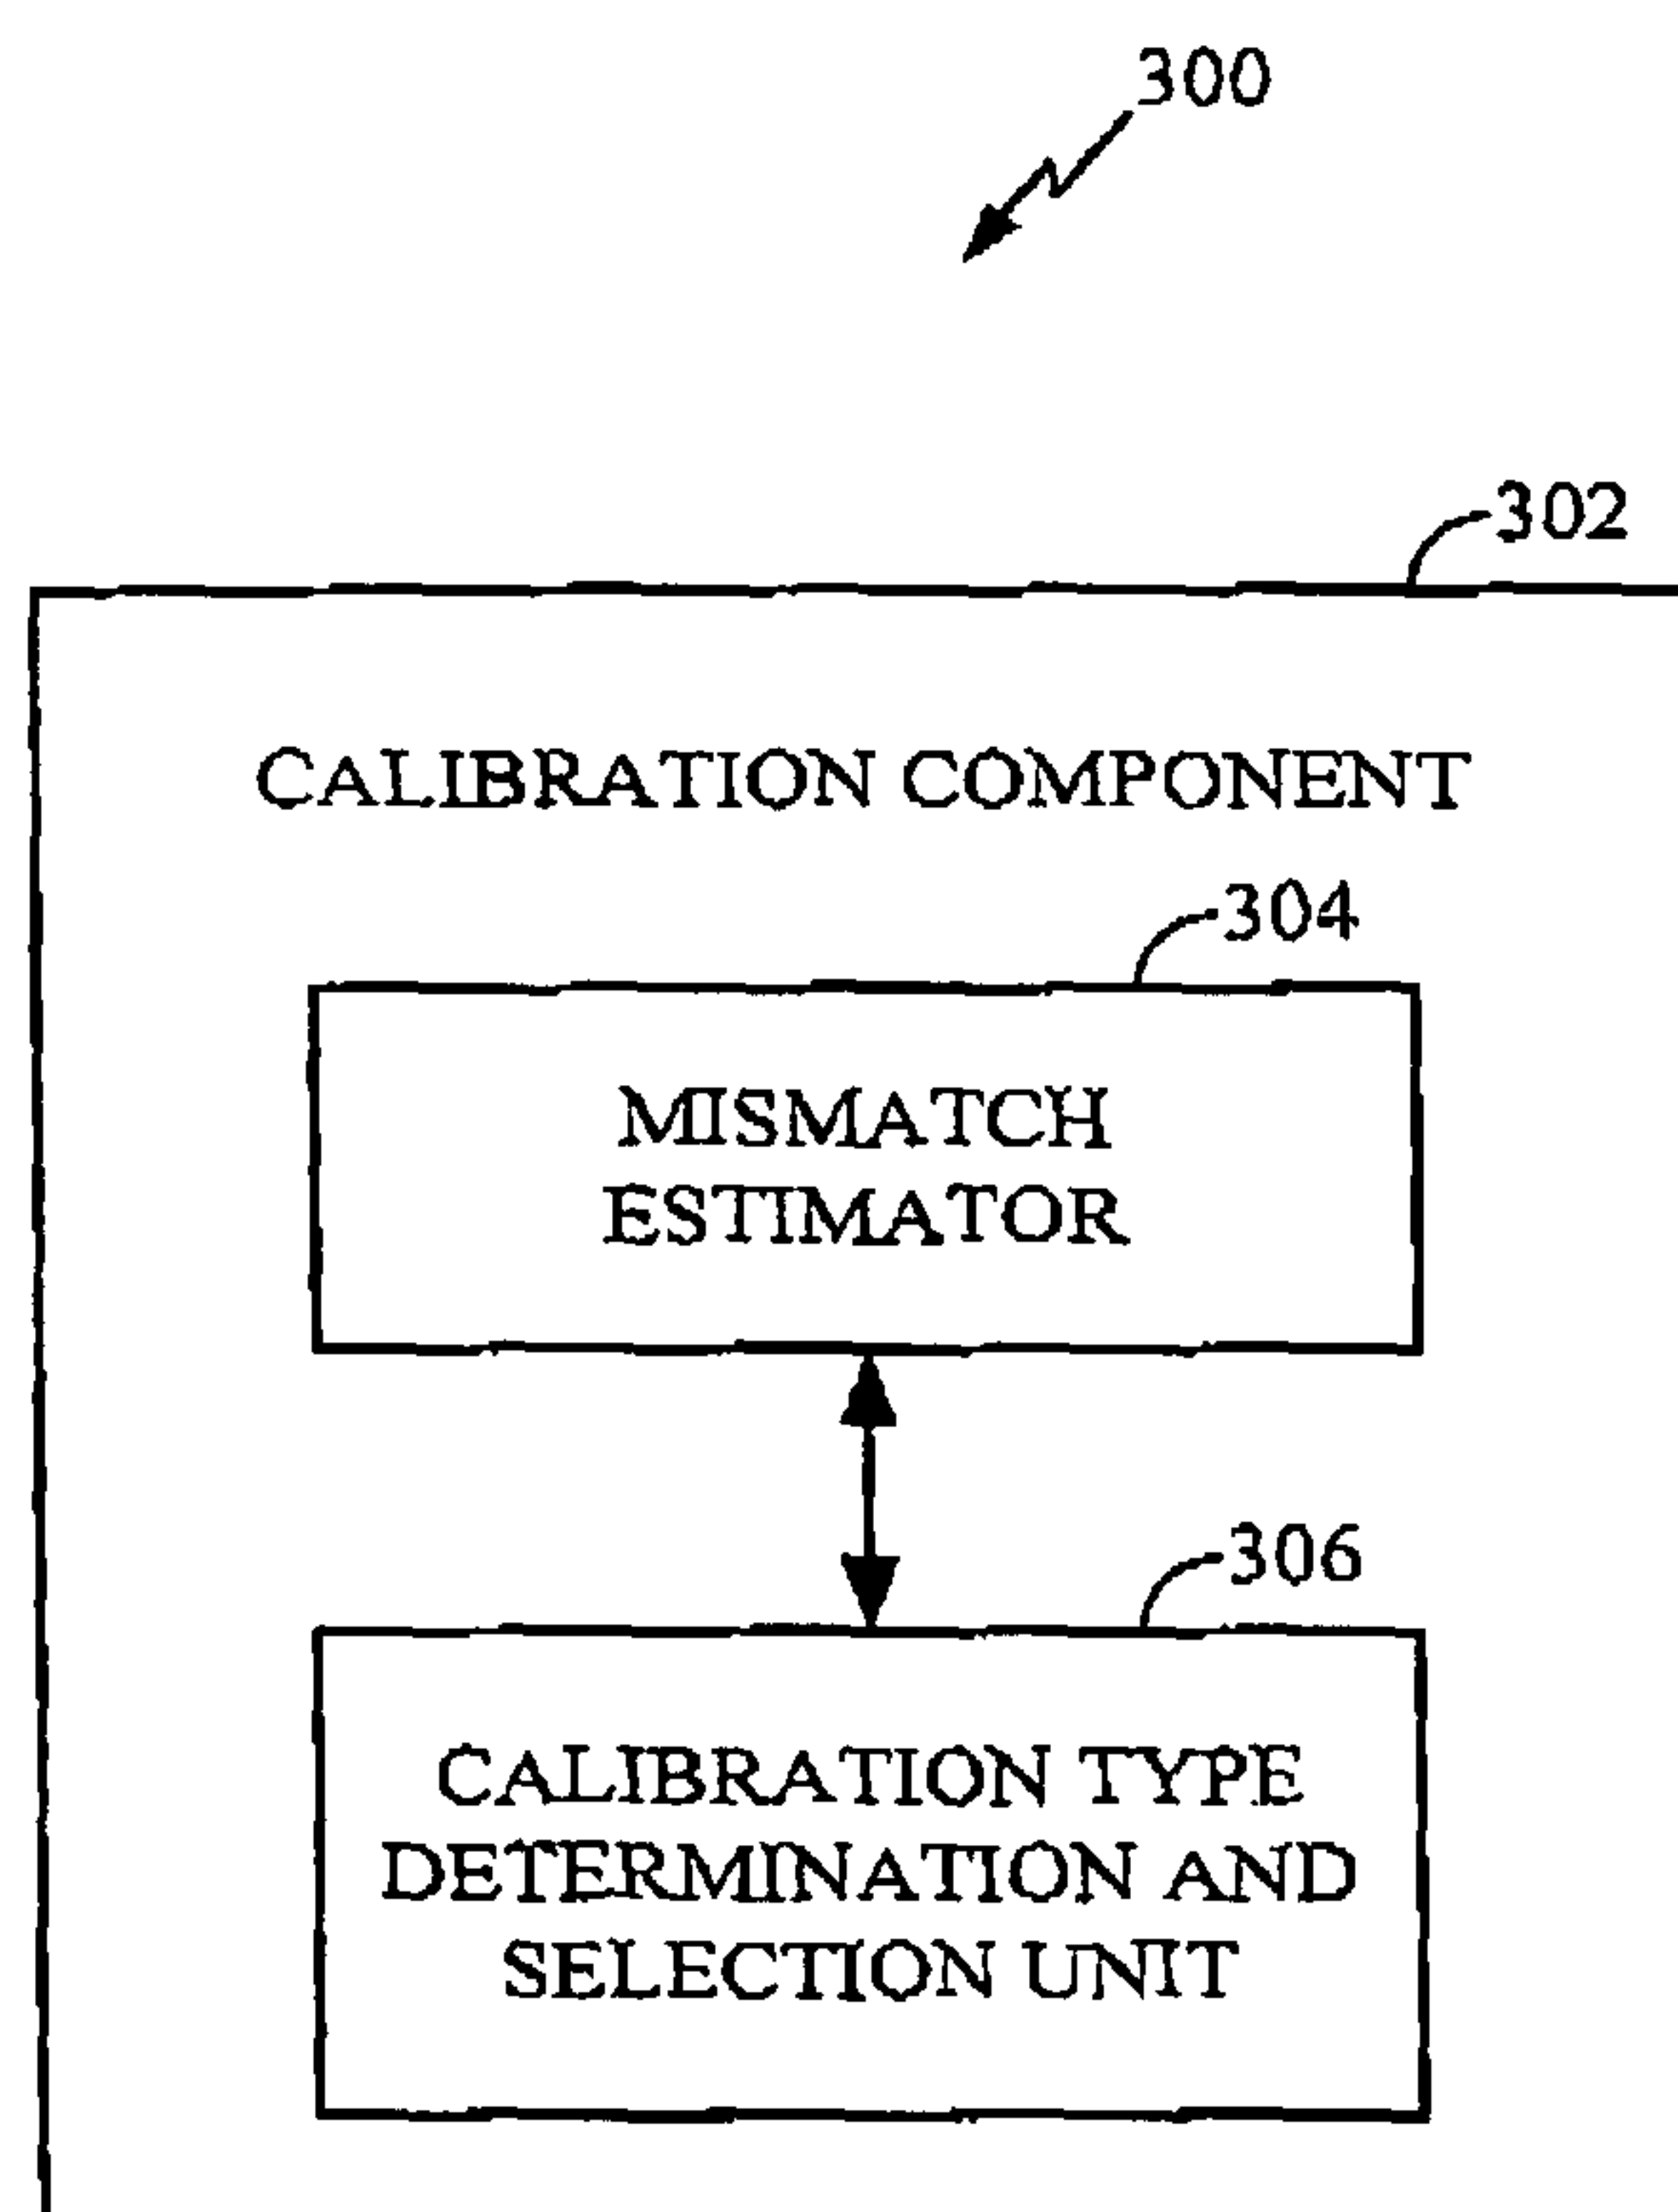 300
302
CALIBRATION COMPONENT
304
MISMATCH
ESTIMATOR
306
CALIBRATION TYPE
DETERMINATION AND
SELECTION UNIT